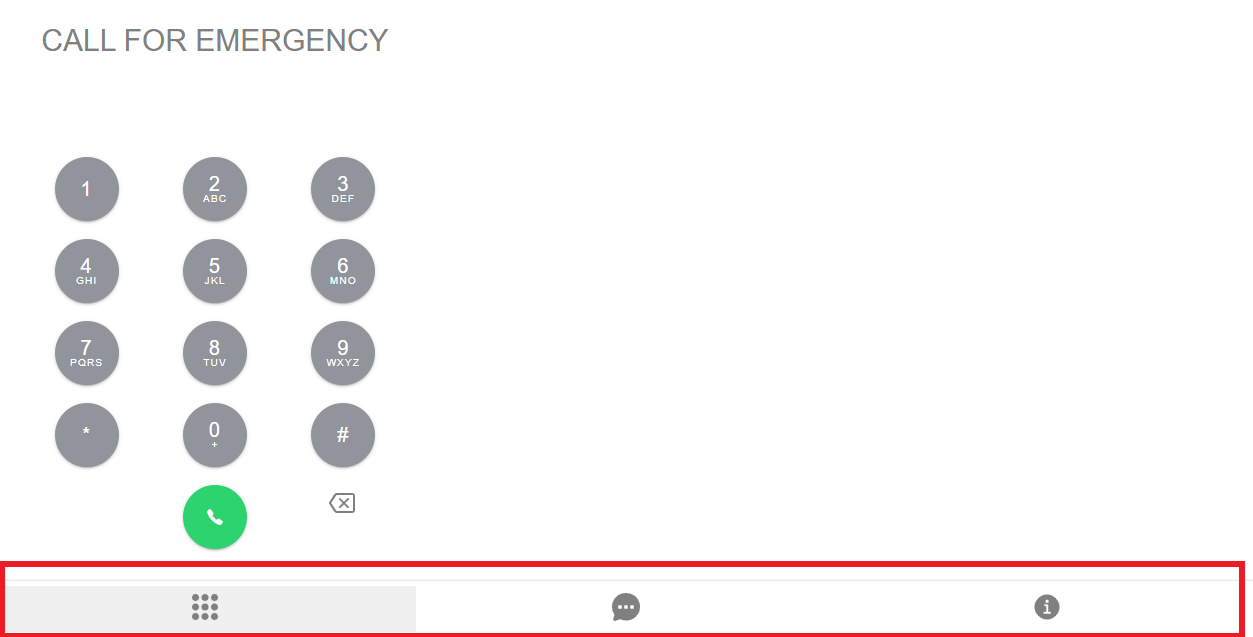 CALL FOR EMERGENCY
1 2 3
ABC DEF
4 5 6
GHI JKL MNO
7 8 9
PQRS TUV WXYZ
* 0 #
+
i